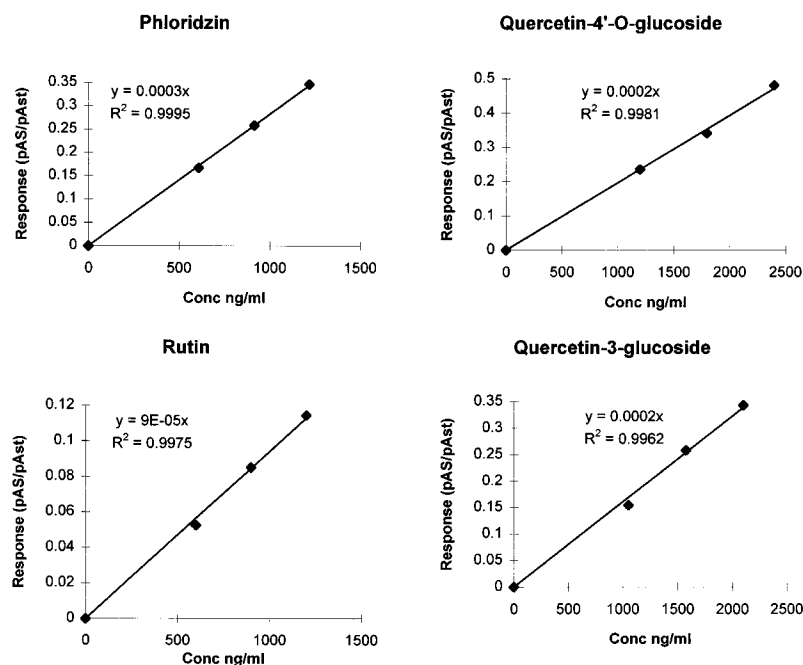 Phloridzin
Response (pAS/pAst)
0.35
0.3
0.25
0.2
0.15
0.1
0.05
0
y = 0.0003x
R² = 0.9995
0 500 1000 1500
Conc ng/ml
Quercetin-4'-O-glucoside
Response (pAS/pAst)
0.5
0.4
0.3
0.2
0.1
0
y = 0.0002x
R² = 0.9981
0 500 1000 1500 2000 2500
Conc ng/ml
Rutin
Response (pAS/pAst)
0.12
0.1
0.08
0.06
0.04
0.02
0
y = 9E-05x
R² = 0.9975
0 500 1000 1500
Conc ng/ml
Quercetin-3-glucoside
Response (pAS/pAst)
0.35
0.3
0.25
0.2
0.15
0.1
0.05
0
y = 0.0002x
R² = 0.9962
0 500 1000 1500 2000 2500
Conc ng/ml